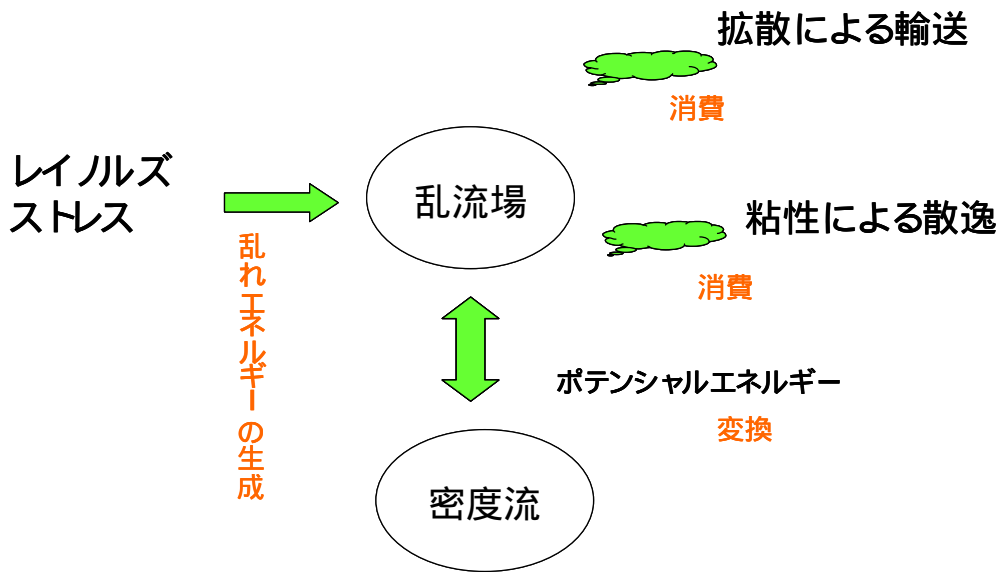 拡散による輸送
消費
レイノルズ
ストレス
乱流場
粘性による散逸
乱れエネルギーの生成
消費
ポテンシャルエネルギー
変換
密度流